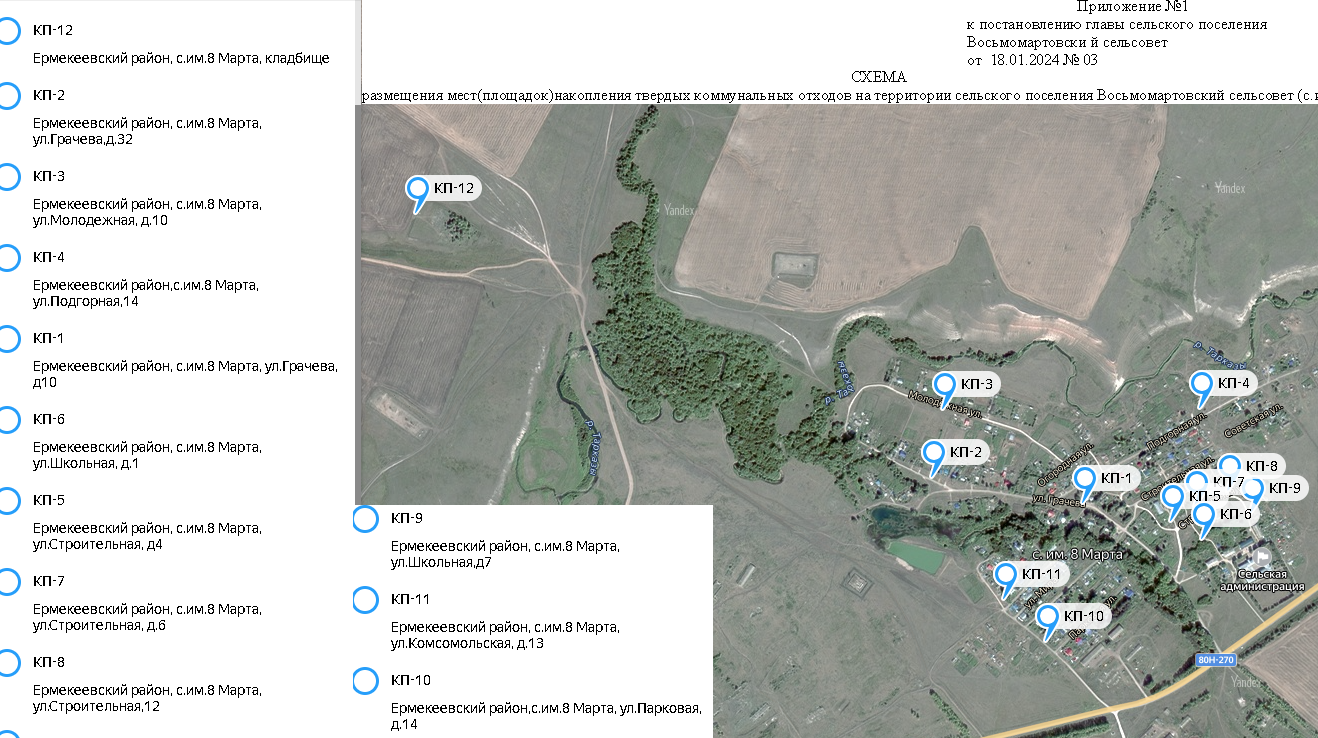 КП-12
Ермекеевский район, с.им.8 Марта, кладбище
КП-2
Ермекеевский район, с.им.8 Марта,
ул.Грачева,д.32
КП-3
Ермекеевский район, с.им.8 Марта,
ул.Молодежная, д.10
КП-4
Ермекеевский район,с.им.8 Марта,
ул.Подгорная,14
КП-1
Ермекеевский район, с.им.8 Марта, ул.Грачева,
д10
КП-6
Ермекеевский район, с.им.8 Марта,
ул.Школьная, д.1
КП-5
Ермекеевский район, с.им.8 Марта,
ул.Строительная, д4
КП-7
Ермекеевский район, с.им.8 Марта,
ул.Строительная, д.6
КП-8
Ермекеевский район, с.им.8 Марта,
ул.Строительная,12
КП-9
Ермекеевский район, с.им.8 Марта,
ул.Школьная,д7
КП-11
Ермекеевский район, с.им.8 Марта,
ул.Комсомольская, д.13
КП-10
Ермекеевский район,с.им.8 Марта, ул.Парковая,
д.14
Приложение №1
к постановлению главы сельского поселения
Восьмомартовски й сельсовет
от 18.01.2024 № 03
СХЕМА
размещения мест(площадок)накопления твердых коммунальных отходов на территории сельского поселения Восьмомартовский сельсовет (с.и
КП-12
Yandex
Yandex
р. Тарказы
КП-3
КП-4
Молодежная ул.
Подгорная ул.
Советская ул.
р. Тарказы
КП-2
Огородная ул.
КП-8
КП-1
КП-7
КП-9
КП-5
ул. Грачева
КП-6
с. им. 8 Марта
КП-11
Сельская
администрация
КП-10
80Н-270
Yandex